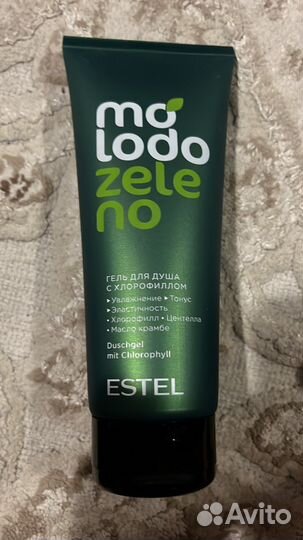 mo
lodo
zele
no
ГЕЛЬ ДЛЯ ДУША
С ХЛОРОФИЛЛОМ
▸Увлажнение ▸Тонус
▸Эластичность
•Хлорофилл •Центелла
•Масло крамбе
Duschgel
mit Chlorophyll
ESTEL
Avito